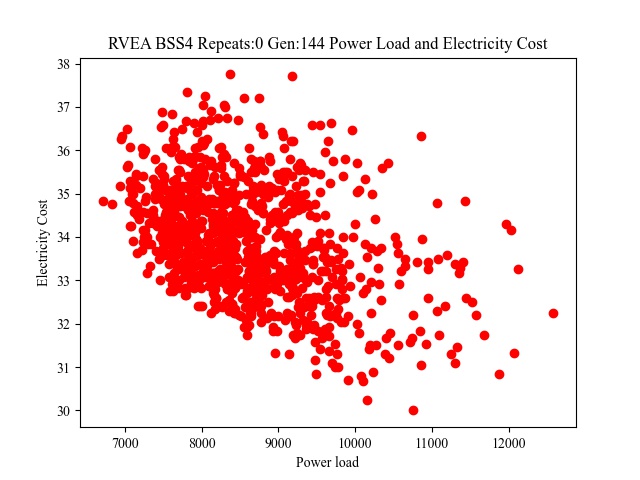 RVEA BSS4 Repeats:0 Gen:144 Power Load and Electricity Cost
38
37
36
35
34
33
32
31
30
Electricity Cost
7000 8000 9000 10000 11000 12000
Power load